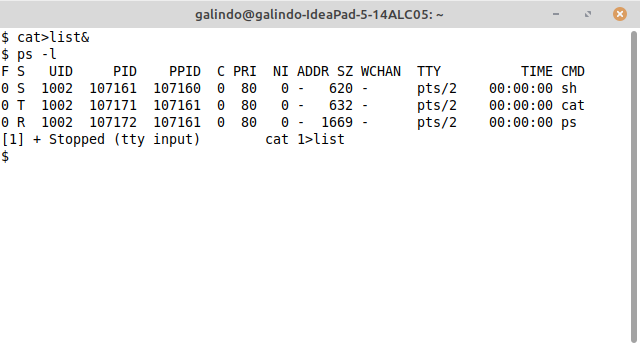 galindo@galindo-IdeaPad-5-14ALC05: ~
$ cat>list&
$ ps -l
F S   UID     PID    PPID  C PRI  NI ADDR SZ WCHAN  TTY          TIME CMD
0 S  1002  107161  107160  0  80   0 -   620 -      pts/2    00:00:00 sh
0 T  1002  107171  107161  0  80   0 -   632 -      pts/2    00:00:00 cat
0 R  1002  107172  107161  0  80   0 -  1669 -      pts/2    00:00:00 ps
[1] + Stopped (tty input)        cat 1>list
$